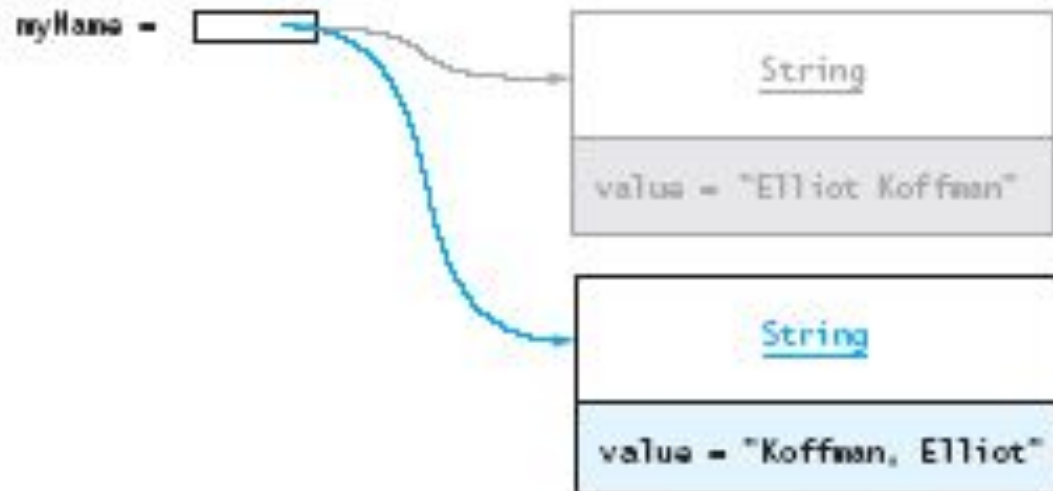 myName =
String
value = "Elliot Koffman"
String
value = "Koffman, Elliot"